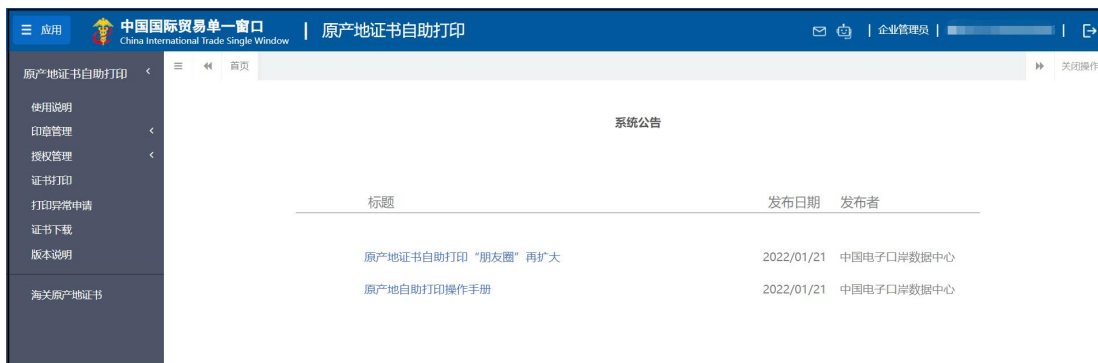 应用
中国国际贸易单一窗口
China International Trade Single Window
原产地证书自助打印
企业管理员
原产地证书自助打印
首页
关闭操作
使用说明
印章管理
授权管理
证书打印
打印异常申请
证书下载
版本说明
海关原产地证书
系统公告
标题 发布日期 发布者
原产地证书自助打印“朋友圈”再扩大 2022/01/21 中国电子口岸数据中心
原产地自助打印操作手册 2022/01/21 中国电子口岸数据中心